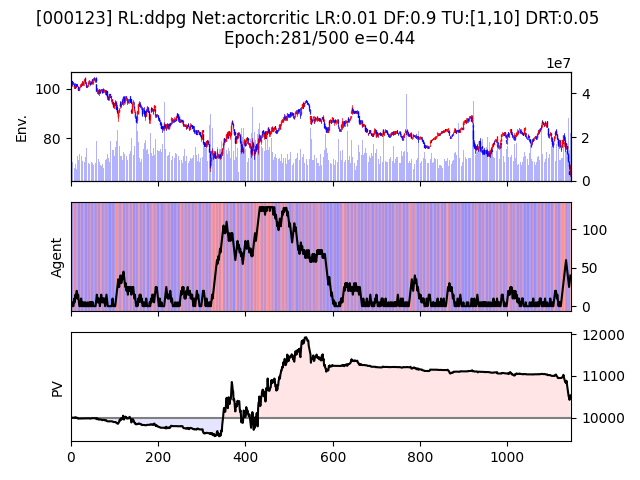 [000123] RL:ddpg Net:actorcritic LR:0.01 DF:0.9 TU:[1,10] DRT:0.05
Epoch:281/500 e=0.44
1e7
Env.
100
80
4
2
0
Agent
100
50
0
PV
12000
11000
10000
0
200
400
600
800
1000